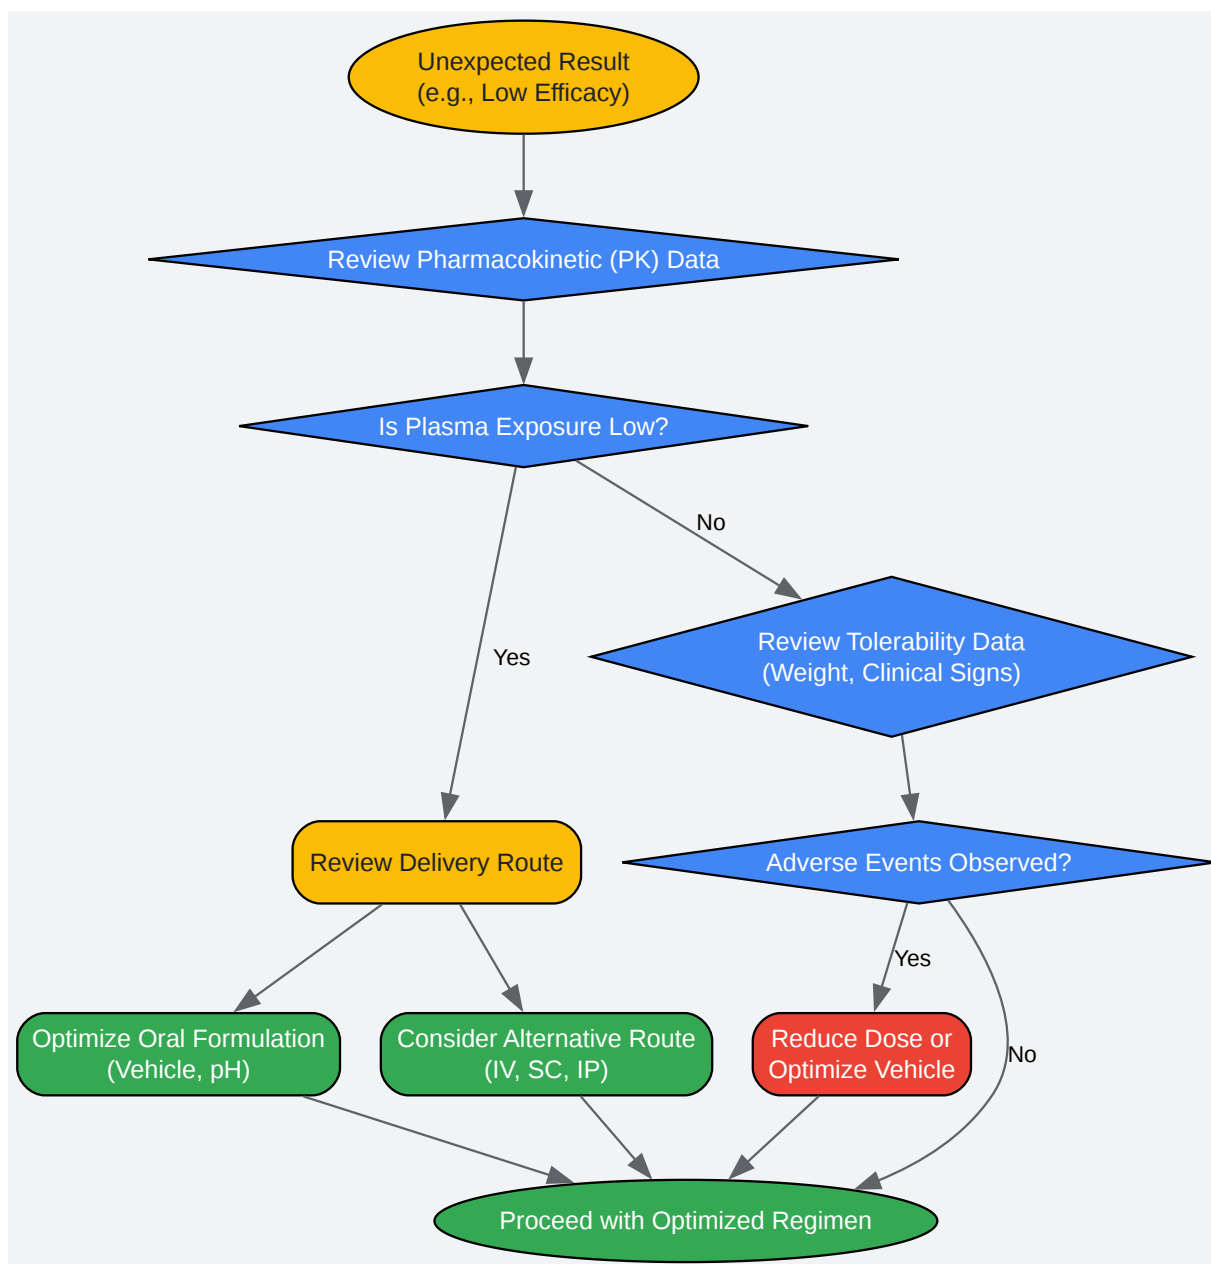 Unexpected Result
(e.g., Low Efficacy)
Review Pharmacokinetic (PK) Data
Is Plasma Exposure Low?
No
Yes
Review Tolerability Data
(Weight, Clinical Signs)
Review Delivery Route
Adverse Events Observed?
Yes
Optimize Oral Formulation
(Vehicle, pH)
Consider Alternative Route
(IV, SC, IP)
Reduce Dose or
Optimize Vehicle
No
Proceed with Optimized Regimen